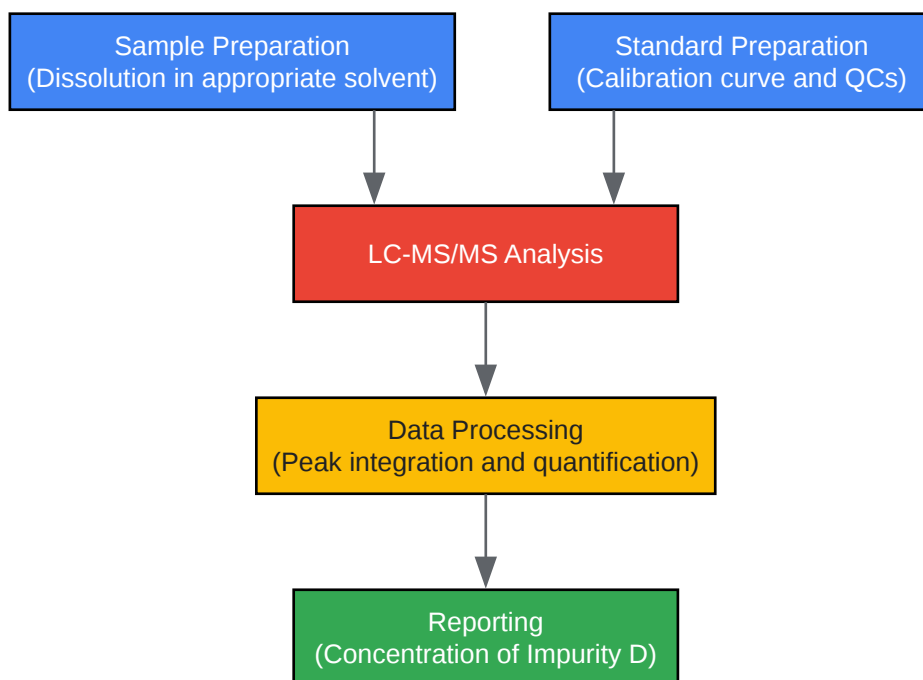 Sample Preparation
(Dissolution in appropriate solvent)
Standard Preparation
(Calibration curve and QCs)
LC-MS/MS Analysis
Data Processing
(Peak integration and quantification)
Reporting
(Concentration of Impurity D)